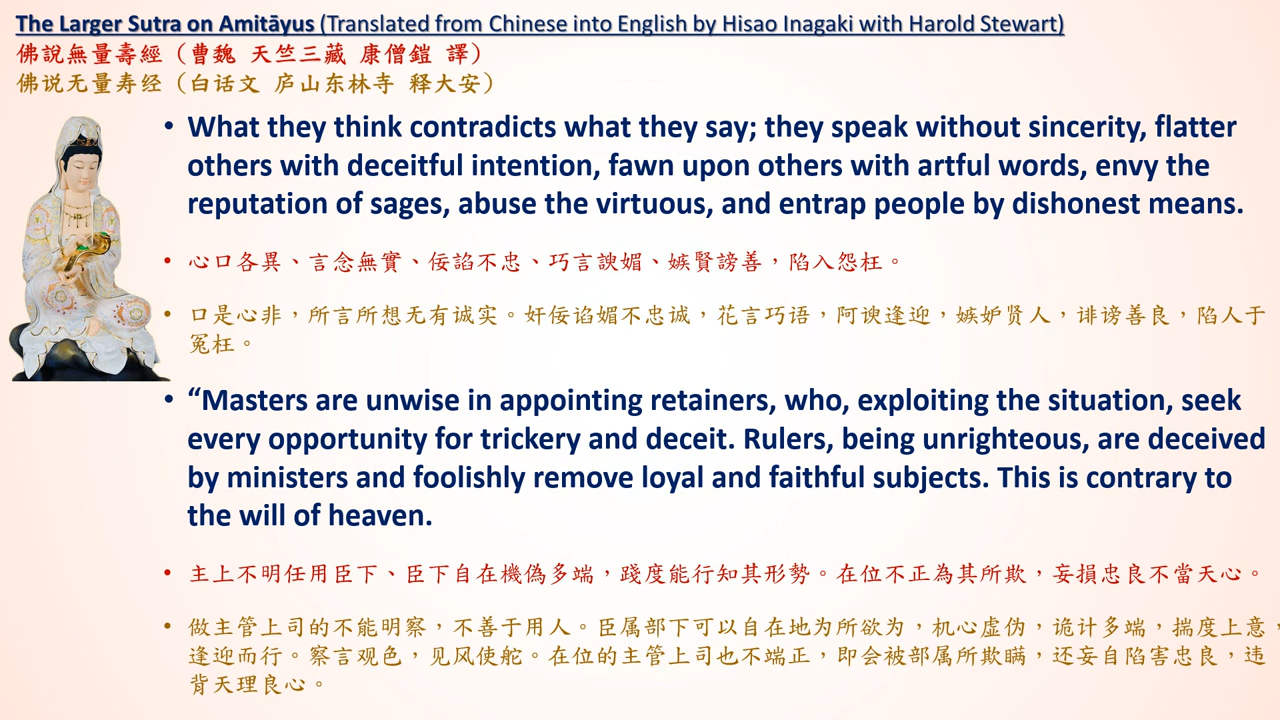 The Larger Sutra on Amitāyus (Translated from Chinese into English by Hisao Inagaki with Harold Stewart)
佛說無量壽經（曹魏 天竺三藏 康僧鎧 譯）
佛说无量寿经（白话文 庐山东林寺 释大安）
• What they think contradicts what they say; they speak without sincerity, flatter
others with deceitful intention, fawn upon others with artful words, envy the
reputation of sages, abuse the virtuous, and entrap people by dishonest means.
• 心口各異、言念無實、佞諂不忠、巧言諛媚、嫉賢謗善，陷入怨枉。
• 口是心非，所言所想无有诚实。奸佞谄媚不忠诚，花言巧语，阿谀逢迎，嫉妒贤人，诽谤善良，陷人于
冤枉。
• “Masters are unwise in appointing retainers, who, exploiting the situation, seek
every opportunity for trickery and deceit. Rulers, being unrighteous, are deceived
by ministers and foolishly remove loyal and faithful subjects. This is contrary to
the will of heaven.
• 主上不明任用臣下、臣下自在機偽多端，踐度能行知其形勢。在位不正為其所欺，妄損忠良不當天心。
• 做主管上司的不能明察，不善于用人。臣属部下可以自在地为所欲为，机心虚伪，诡计多端，揣度上意，
逢迎而行。察言观色，见风使舵。在位的主管上司也不端正，即会被部属所欺瞒，还妄自陷害忠良，违
背天理良心。